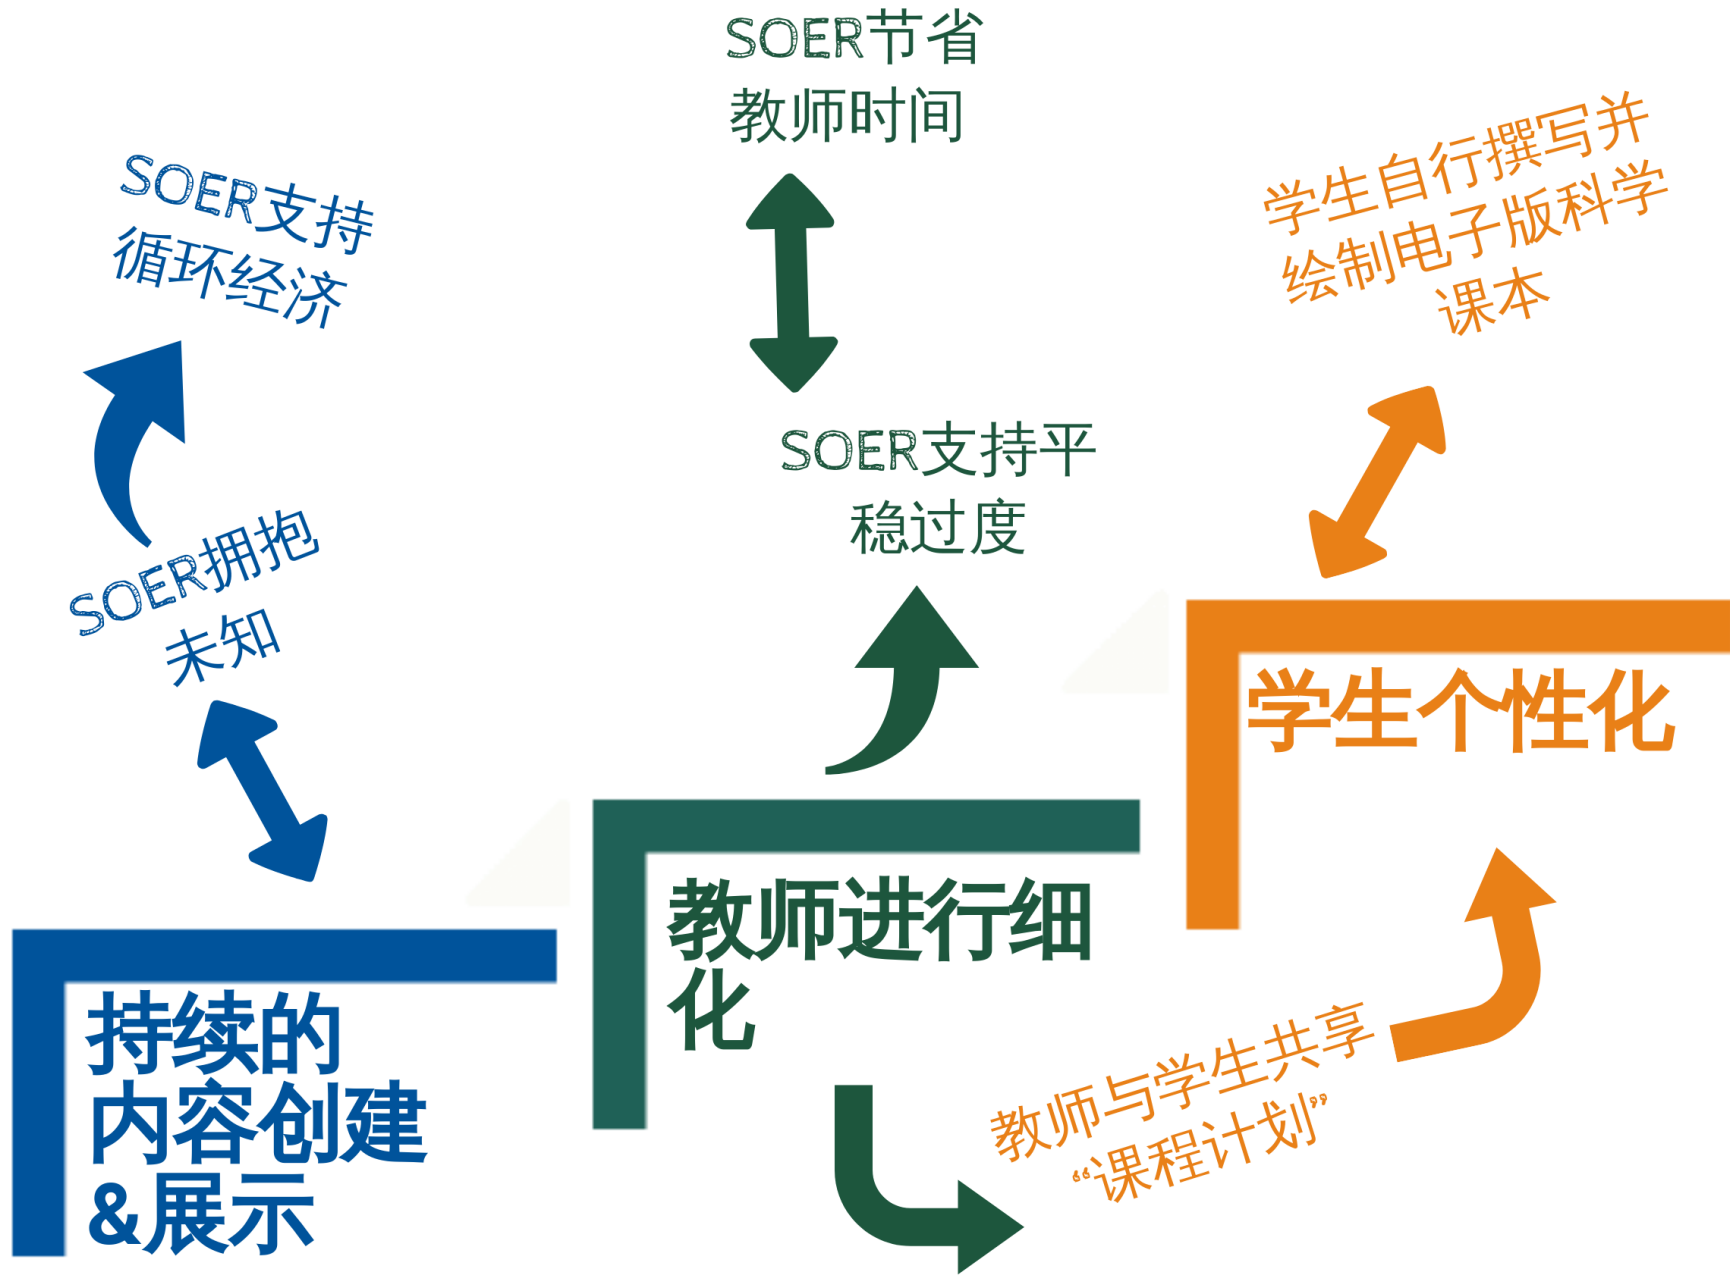 SOER节省
教师时间
SOER支持
循环经济
学生自行撰写并
绘制电子版科学
课本
SOER支持平
稳过度
SOER拥抱
未知
学生个性化
教师进行细
化
持续的
内容创建
&展示
教师与学生共享
“课程计划”